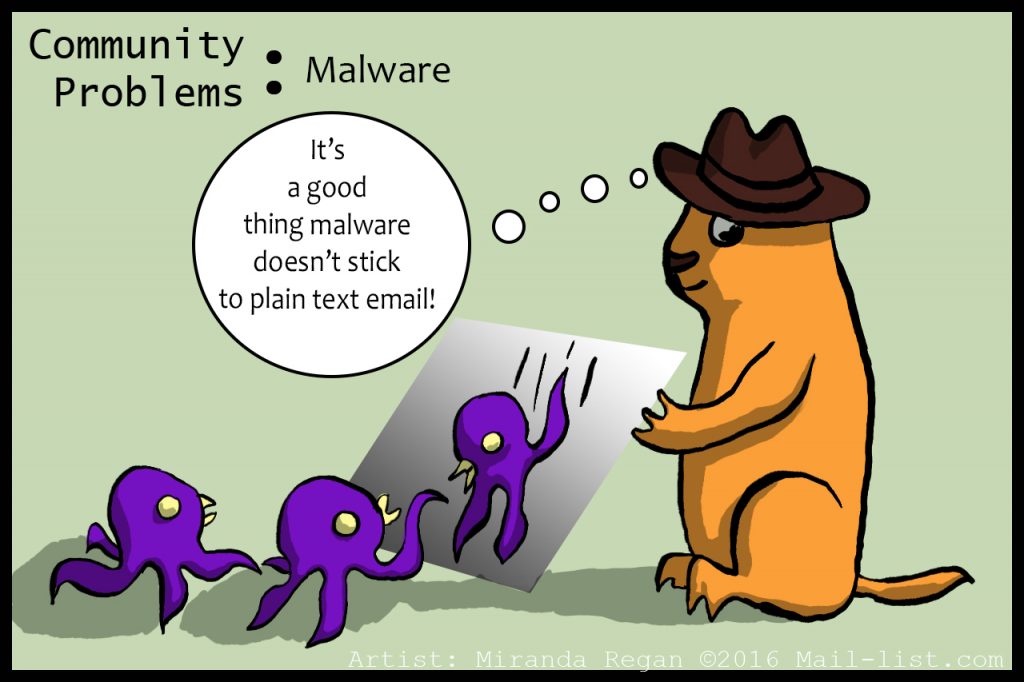 Community
Problems
: Malware
It's
a good
thing malware
doesn't stick
to plain text email!
Artist: Miranda Regan ©2016 Mail-list.com